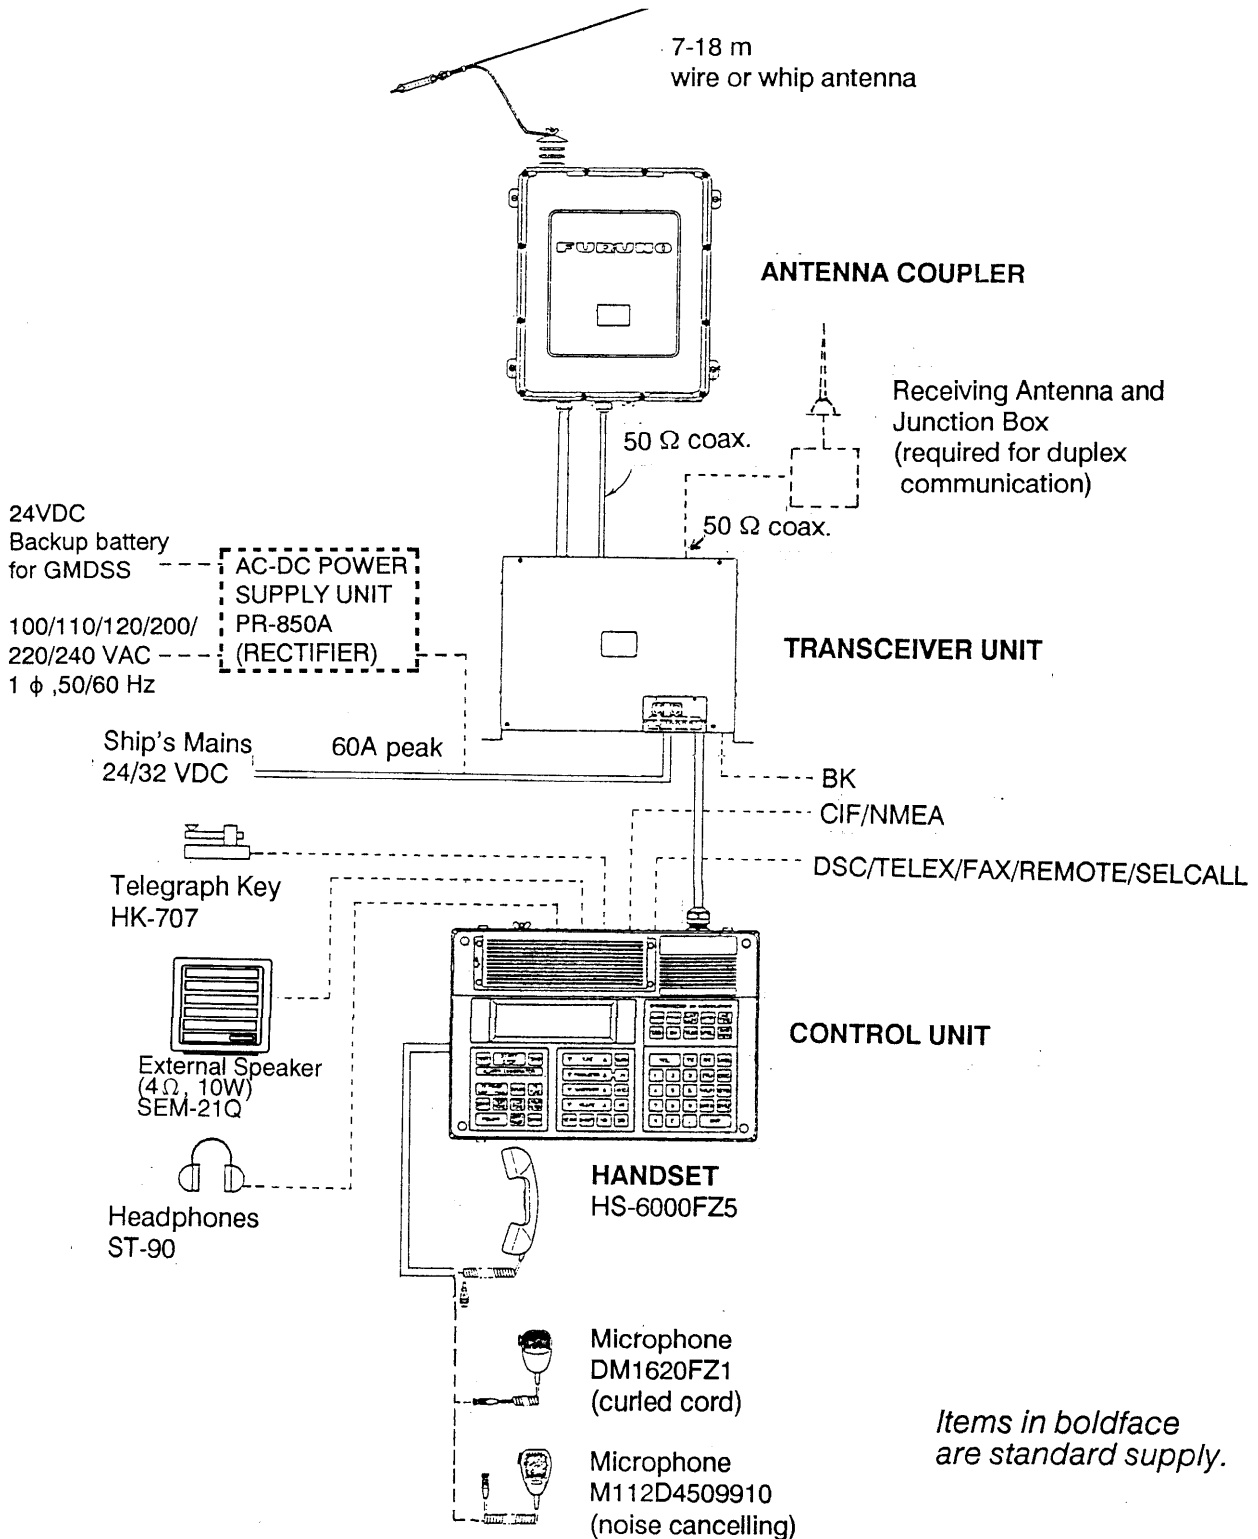 7-18 m
wire or whip antenna
FURUNO
ANTENNA COUPLER
Receiving Antenna and
Junction Box
(required for duplex
communication)
50 Ω coax.
50 Ω coax.
24VDC
Backup battery
for GMDSS
AC-DC POWER
SUPPLY UNIT
PR-850A
(RECTIFIER)
100/110/120/200/
220/240 VAC
1 ϕ ,50/60 Hz
TRANSCEIVER UNIT
Ship's Mains
24/32 VDC
60A peak
BK
CIF/NMEA
DSC/TELEX/FAX/REMOTE/SELCALL
Telegraph Key
HK-707
External Speaker
(4Ω, 10W)
SEM-21Q
CONTROL UNIT
Headphones
ST-90
HANDSET
HS-6000FZ5
Microphone
DM1620FZ1
(curled cord)
Microphone
M112D4509910
(noise cancelling)
Items in boldface
are standard supply.